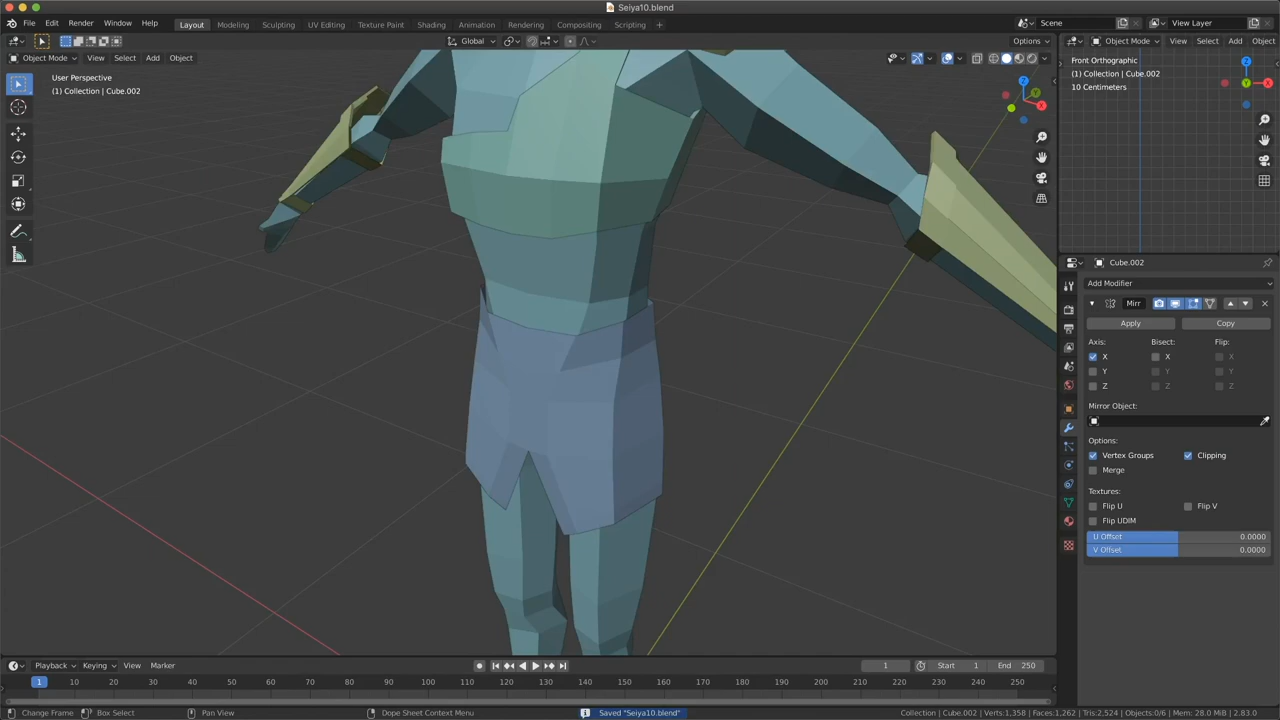 Seiya10.blend
File Edit Render Window Help Layout Modeling Sculpting UV Editing Texture Paint Shading Animation Rendering Compositing Scripting + Scene View Layer
Global Options Object Mode View Select Add Object
Object Mode View Select Add Object
User Perspective
(1) Collection | Cube.002
Front Orthographic
(1) Collection | Cube.002
10 Centimeters
Z
Y
X
Z
Y
X
Cube.002
Add Modifier
Mirr
Apply Copy
Axis: Bisect: Flip:
X X X
Y Y Y
Z Z Z
Mirror Object:
Options:
Vertex Groups Clipping
Merge
Textures:
Flip U Flip V
Flip UDIM
U Offset 0.0000
V Offset 0.0000
Playback Keying View Marker 1 Start 1 End 250
1 10 20 30 40 50 60 70 80 90 100 110 120 130 140 150 160 170 180 190 200 210 220 230 240 250
Change Frame Box Select Pan View Dope Sheet Context Menu Saved "Seiya10.blend" Collection | Cube.002 | Verts:1,358 | Faces:1,262 | Tris:2,524 | Objects:0/6 | Mem: 28.0 MiB | 2.83.0